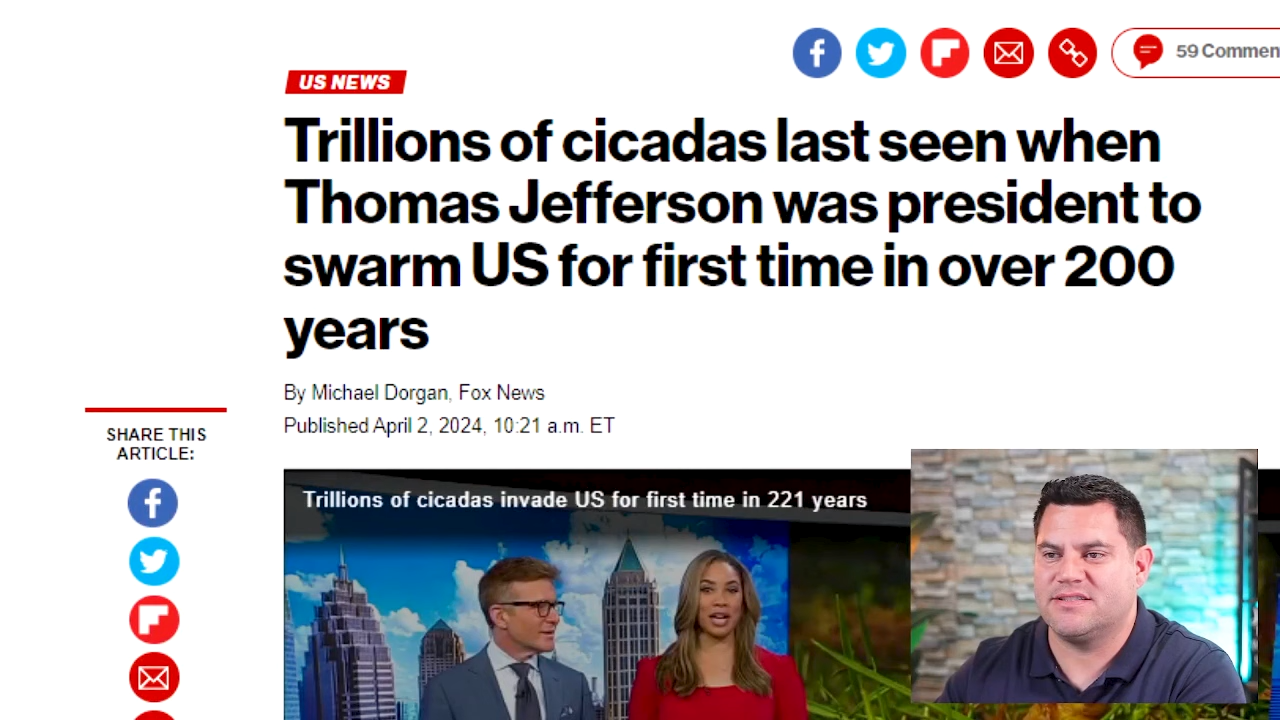 59 Commen
US NEWS
Trillions of cicadas last seen when
Thomas Jefferson was president to
swarm US for first time in over 200
years
By Michael Dorgan, Fox News
Published April 2, 2024, 10:21 a.m. ET
SHARE THIS
ARTICLE:
Trillions of cicadas invade US for first time in 221 years